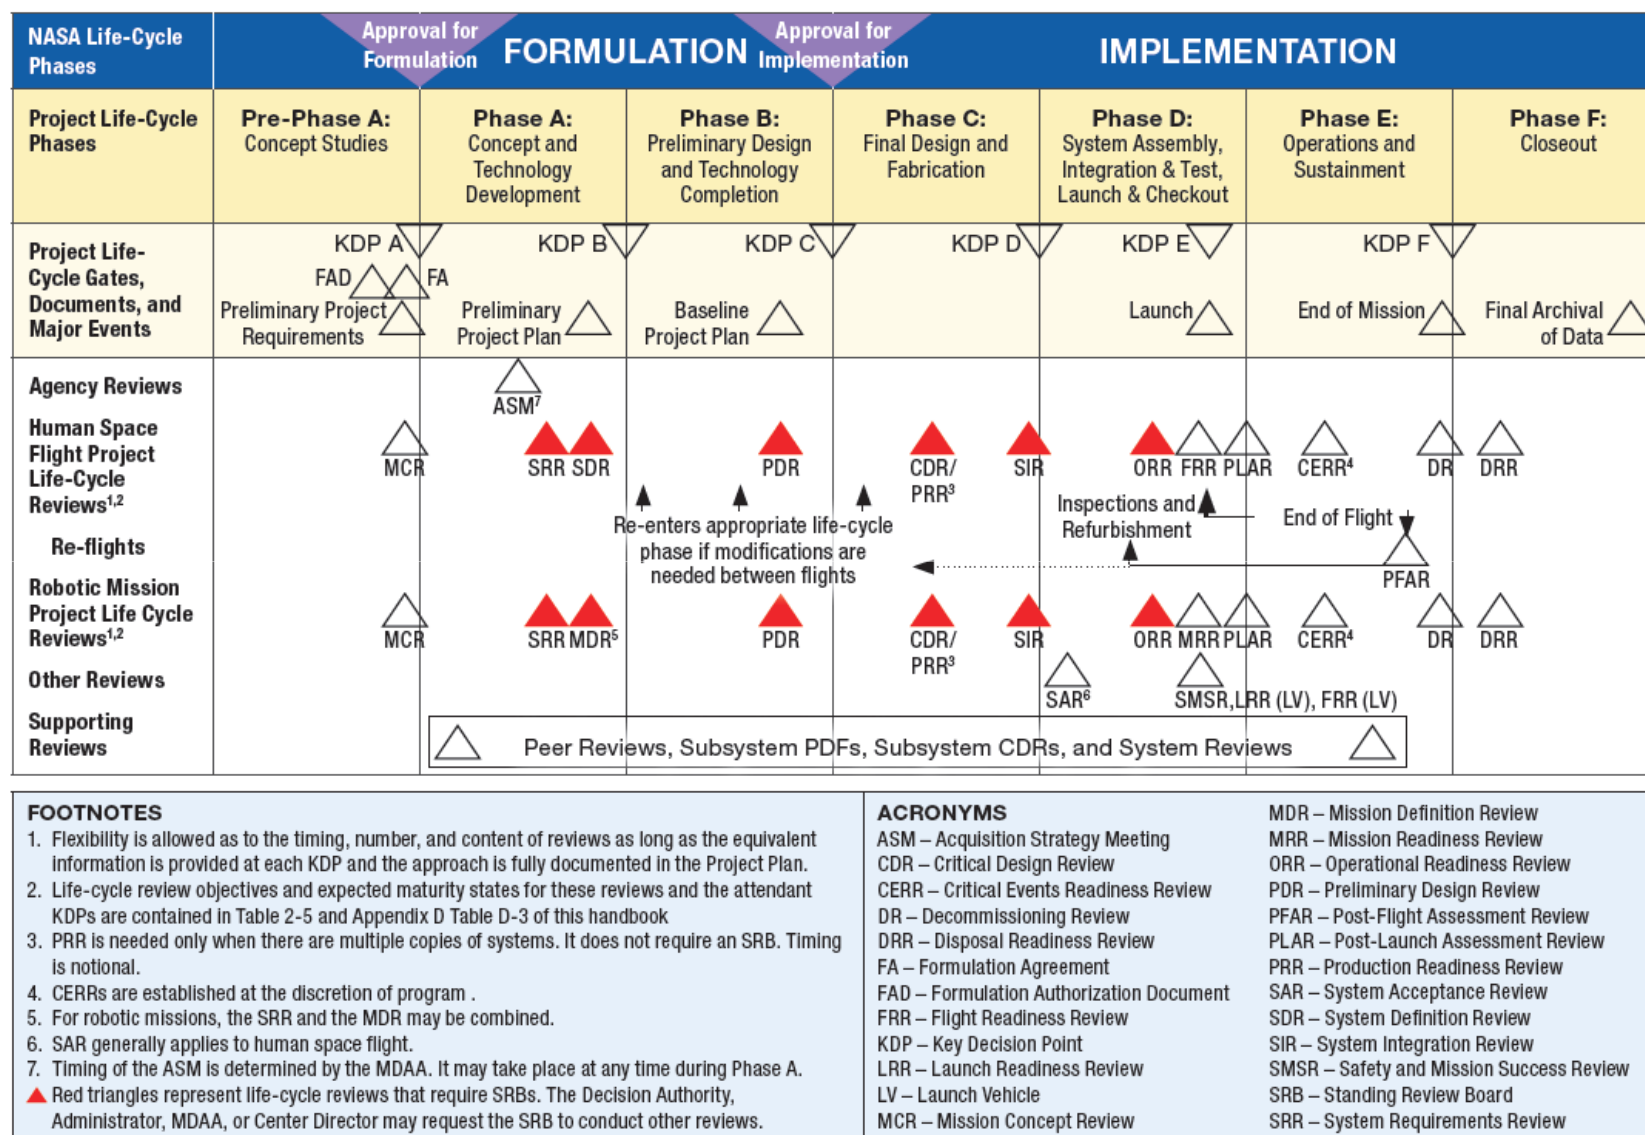 NASA Life-Cycle
Phases
Approval for
Formulation
FORMULATION
Approval for
Implementation
IMPLEMENTATION
Project Life-Cycle
Phases
Pre-Phase A:
Concept Studies
Phase A:
Concept and
Technology
Development
Phase B:
Preliminary Design
and Technology
Completion
Phase C:
Final Design and
Fabrication
Phase D:
System Assembly,
Integration & Test,
Launch & Checkout
Phase E:
Operations and
Sustainment
Phase F:
Closeout
Project Life-
Cycle Gates,
Documents, and
Major Events
KDP A
KDP B
KDP C
KDP D
KDP E
KDP F
FAD
FA
Preliminary Project
Requirements
Preliminary
Project Plan
Baseline
Project Plan
Launch
End of Mission
Final Archival
of Data
Agency Reviews
ASM7
Human Space
Flight Project
Life-Cycle
Reviews1,2
MCR
SRR SDR
PDR
CDR/
PRR3
SIR
ORR FRR PLAR
CERR4
DR
DRR
Re-flights
Re-enters appropriate life-cycle
phase if modifications are
needed between flights
Inspections and
Refurbishment
End of Flight
PFAR
Robotic Mission
Project Life Cycle
Reviews1,2
MCR
SRR MDR5
PDR
CDR/
PRR3
SIR
ORR MRR PLAR
CERR4
DR
DRR
Other Reviews
SAR6
SMSR,LRR (LV), FRR (LV)
Supporting
Reviews
Peer Reviews, Subsystem PDFs, Subsystem CDRs, and System Reviews
FOOTNOTES
1. Flexibility is allowed as to the timing, number, and content of reviews as long as the equivalent
information is provided at each KDP and the approach is fully documented in the Project Plan.
2. Life-cycle review objectives and expected maturity states for these reviews and the attendant
KDPs are contained in Table 2-5 and Appendix D Table D-3 of this handbook
3. PRR is needed only when there are multiple copies of systems. It does not require an SRB. Timing
is notional.
4. CERRs are established at the discretion of program .
5. For robotic missions, the SRR and the MDR may be combined.
6. SAR generally applies to human space flight.
7. Timing of the ASM is determined by the MDAA. It may take place at any time during Phase A.
Red triangles represent life-cycle reviews that require SRBs. The Decision Authority,
Administrator, MDAA, or Center Director may request the SRB to conduct other reviews.
ACRONYMS
ASM – Acquisition Strategy Meeting
CDR – Critical Design Review
CERR – Critical Events Readiness Review
DR – Decommissioning Review
DRR – Disposal Readiness Review
FA – Formulation Agreement
FAD – Formulation Authorization Document
FRR – Flight Readiness Review
KDP – Key Decision Point
LRR – Launch Readiness Review
LV – Launch Vehicle
MCR – Mission Concept Review
MDR – Mission Definition Review
MRR – Mission Readiness Review
ORR – Operational Readiness Review
PDR – Preliminary Design Review
PFAR – Post-Flight Assessment Review
PLAR – Post-Launch Assessment Review
PRR – Production Readiness Review
SAR – System Acceptance Review
SDR – System Definition Review
SIR – System Integration Review
SMSR – Safety and Mission Success Review
SRB – Standing Review Board
SRR – System Requirements Review